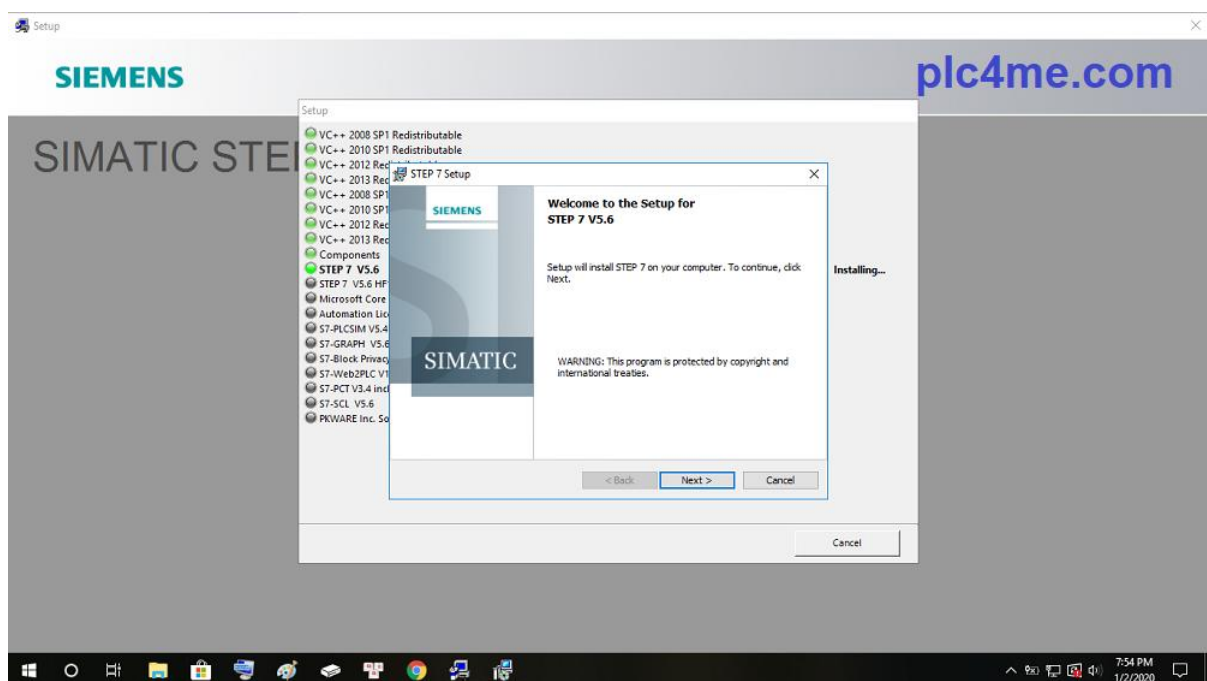 Setup
SIEMENS
plc4me.com
SIMATIC STE
Setup
VC++ 2008 SP1 Redistributable
VC++ 2010 SP1 Redistributable
VC++ 2012
VC++ 2013 Rec
VC++ 2008 SP1
VC++ 2010 SP1
VC++ 2012 Rec
VC++ 2013 Rec
Components
STEP 7 V5.6
Installing...
STEP 7 V5.6 HF
Microsoft Core
Automation Lic
S7-PLCSIM V5.4
S7-GRAPH V5.6
S7-Block Privacy
S7-Web2PLC V1
S7-PCT V3.4 incl
S7-SCL V5.6
PKWARE Inc. So
STEP 7 Setup
SIEMENS
SIMATIC
Welcome to the Setup for
STEP 7 V5.6
Setup will install STEP 7 on your computer. To continue, click
Next.
WARNING: This program is protected by copyright and
international treaties.
< Back
Next >
Cancel
Cancel
7:54 PM
1/2/2020